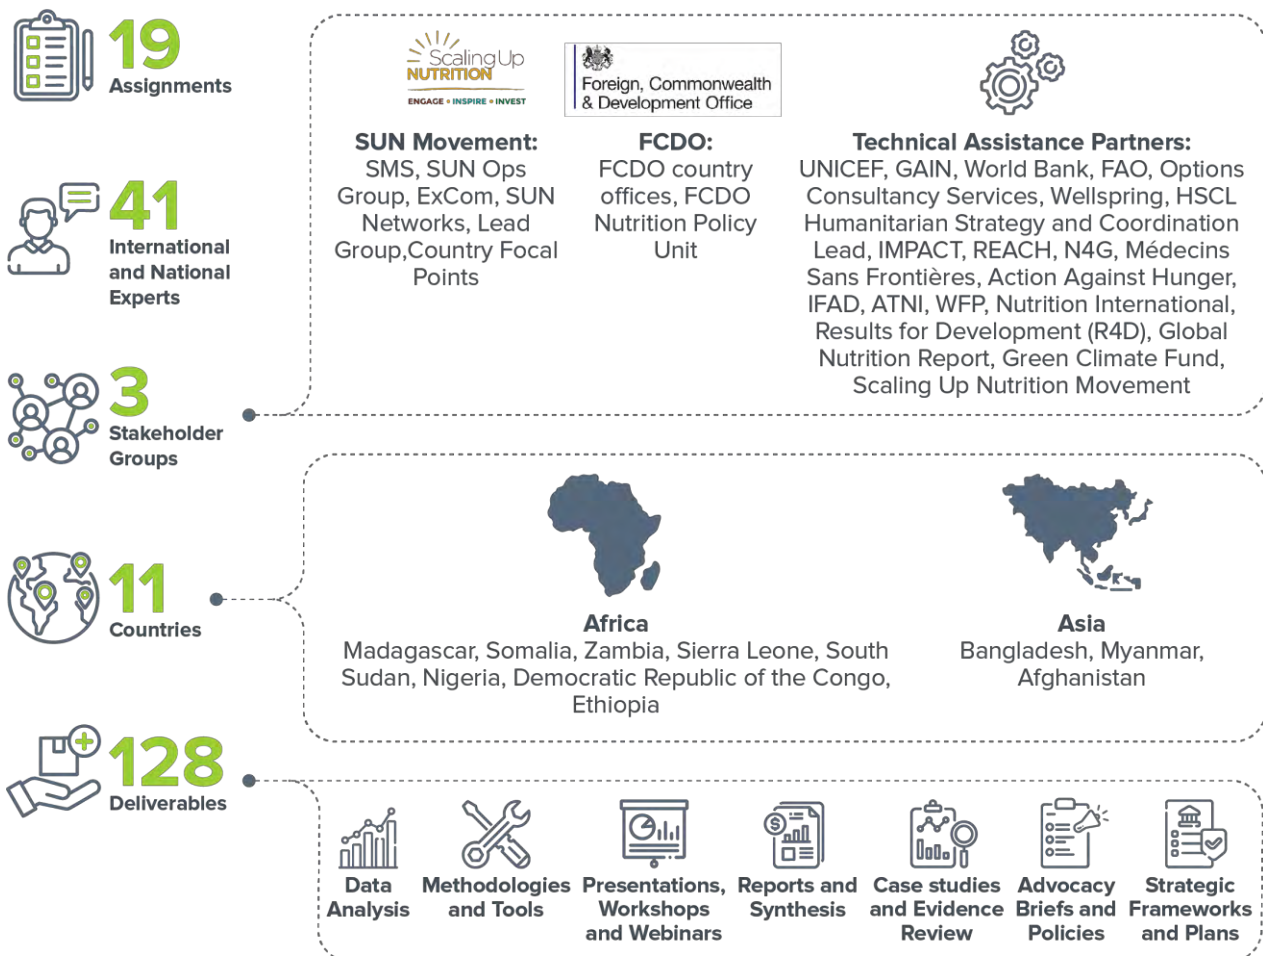 19
Assignments
41
International
and National
Experts
3
Stakeholder
Groups
11
Countries
128
Deliverables
Scaling Up
NUTRITION
ENGAGE • INSPIRE • INVEST
SUN Movement:
SMS, SUN Ops
Group, ExCom, SUN
Networks, Lead
Group,Country Focal
Points
Foreign, Commonwealth
& Development Office
FCDO:
FCDO country
offices, FCDO
Nutrition Policy
Unit
Technical Assistance Partners:
UNICEF, GAIN, World Bank, FAO, Options
Consultancy Services, Wellspring, HSCL
Humanitarian Strategy and Coordination
Lead, IMPACT, REACH, N4G, Médecins
Sans Frontières, Action Against Hunger,
IFAD, ATNI, WFP, Nutrition International,
Results for Development (R4D), Global
Nutrition Report, Green Climate Fund,
Scaling Up Nutrition Movement
Africa
Madagascar, Somalia, Zambia, Sierra Leone, South
Sudan, Nigeria, Democratic Republic of the Congo,
Ethiopia
Asia
Bangladesh, Myanmar,
Afghanistan
Data
Analysis
Methodologies
and Tools
Presentations,
Workshops
and Webinars
Reports and
Synthesis
Case studies
and Evidence
Review
Advocacy
Briefs and
Policies
Strategic
Frameworks
and Plans